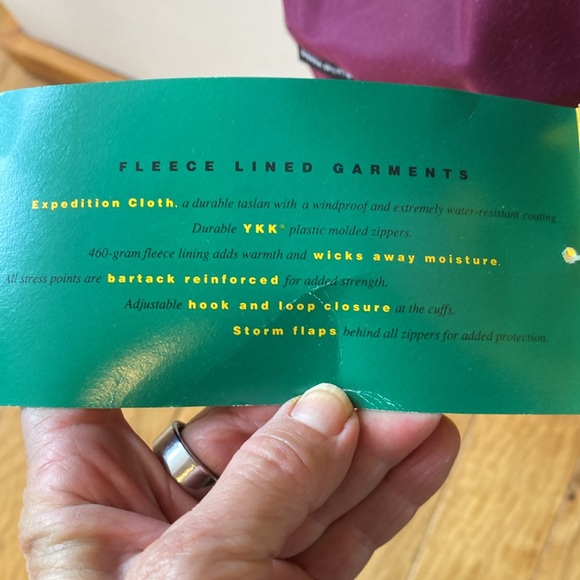 FLEECE LINED GARMENTS
Expedition Cloth, a durable taslan with a windproof and extremely water-resistant coating.
Durable YKK® plastic molded zippers.
460-gram fleece lining adds warmth and wicks away moisture.
All stress points are bartack reinforced for added strength.
Adjustable hook and loop closure at the cuffs.
Storm flaps behind all zippers for added protection.